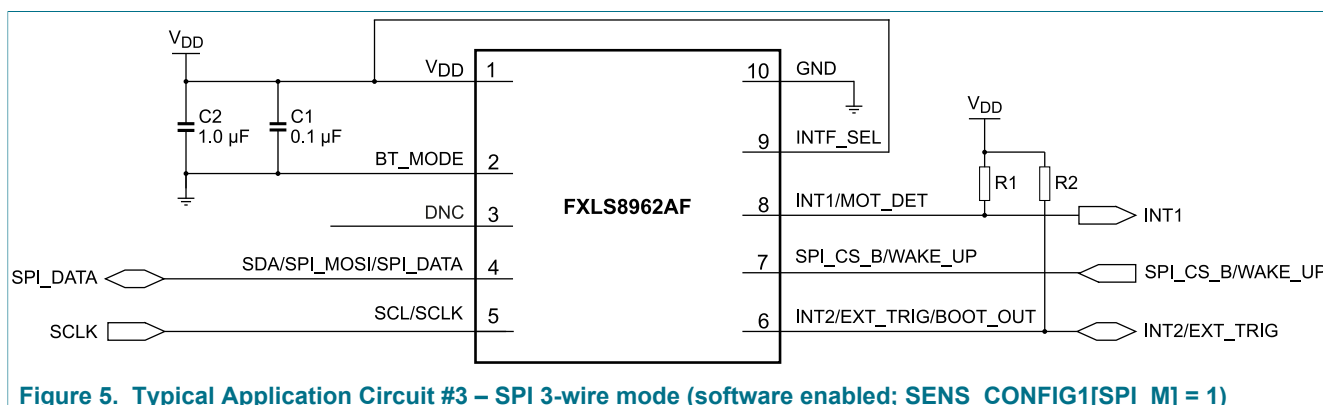 VDD
C2
1.0 µF
C1
0.1 µF
VDD
1
BT_MODE
2
DNC
3
SPI_DATA
SDA/SPI_MOSI/SPI_DATA
4
SCLK
SCL/SCLK
5
FXLS8962AF
10
GND
9
INTF_SEL
VDD
R1
R2
8
INT1/MOT_DET
INT1
7
SPI_CS_B/WAKE_UP
SPI_CS_B/WAKE_UP
6
INT2/EXT_TRIG/BOOT_OUT
INT2/EXT_TRIG
Figure 5. Typical Application Circuit #3 – SPI 3-wire mode (software enabled; SENS_CONFIG1[SPI_M] = 1)